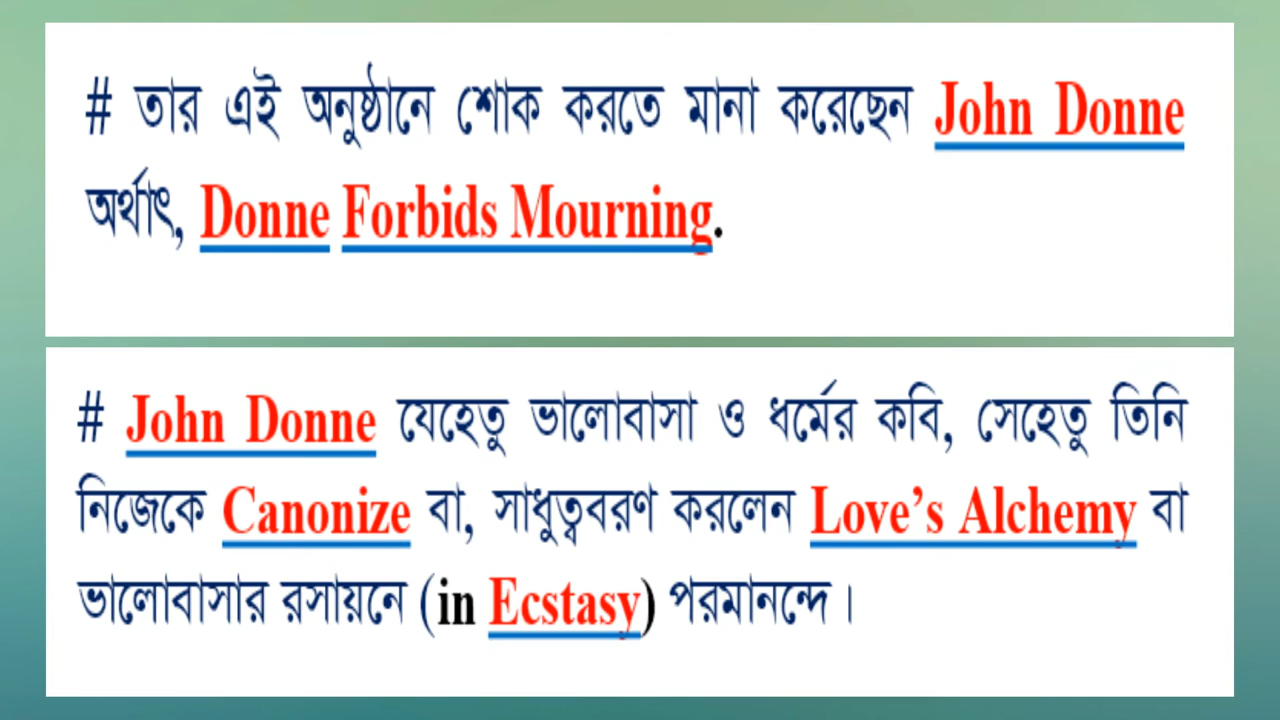 # তার এই অনুষ্ঠানে শোক করতে মানা করেছেন John Donne
অর্থাৎ, Donne Forbids Mourning.
# John Donne যেহেতু ভালোবাসা ও ধর্মের কবি, সেহেতু তিনি
নিজেকে Canonize বা, সাধুত্ববরণ করলেন Love’s Alchemy বা
ভালোবাসার রসায়নে (in Ecstasy) পরমানন্দে।